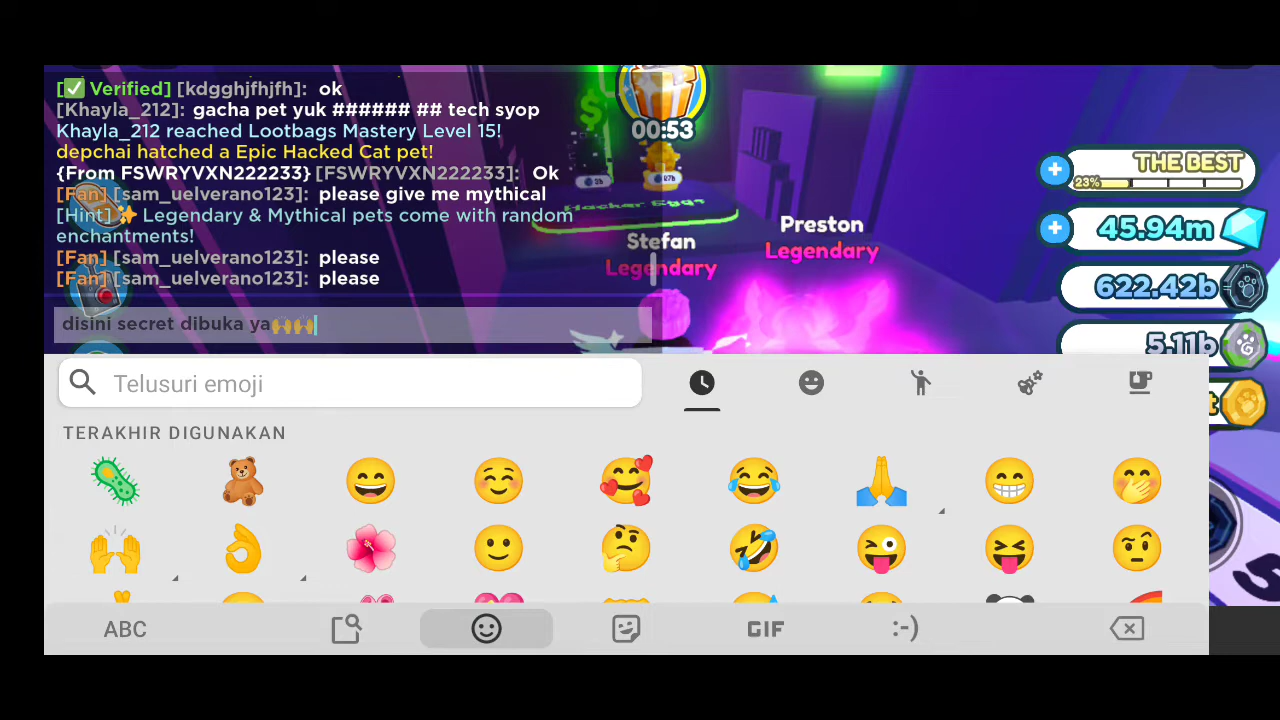 [✅ Verified] [kdgghjfhjfh]: ok
[Khayla_212]: gacha pet yuk ###### ## tech syop
Khayla_212 reached Lootbags Mastery Level 15!
depchai hatched a Epic Hacked Cat pet!
{From FSWRYVXN222233} [FSWRYVXN222233]: Ok
[Fan] [sam_uelverano123]: please give me mythical
[Hint] ✨ Legendary & Mythical pets come with random
enchantments!
[Fan] [sam_uelverano123]: please
[Fan] [sam_uelverano123]: please
disini secret dibuka ya🙌🙌
00:53
Hacker Eggs
Stefan
Legendary
Preston
Legendary
THE BEST
23%
45.94m
622.42b
5.11b
t
Telusuri emoji
TERAKHIR DIGUNAKAN
ABC
GIF
:-)